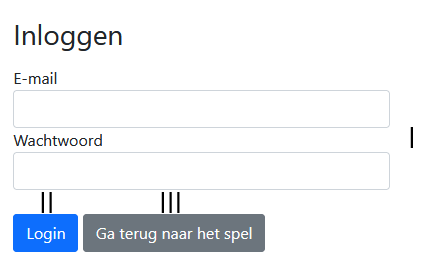 Inloggen
E-mail
Wachtwoord
|
|| |||
Login Ga terug naar het spel